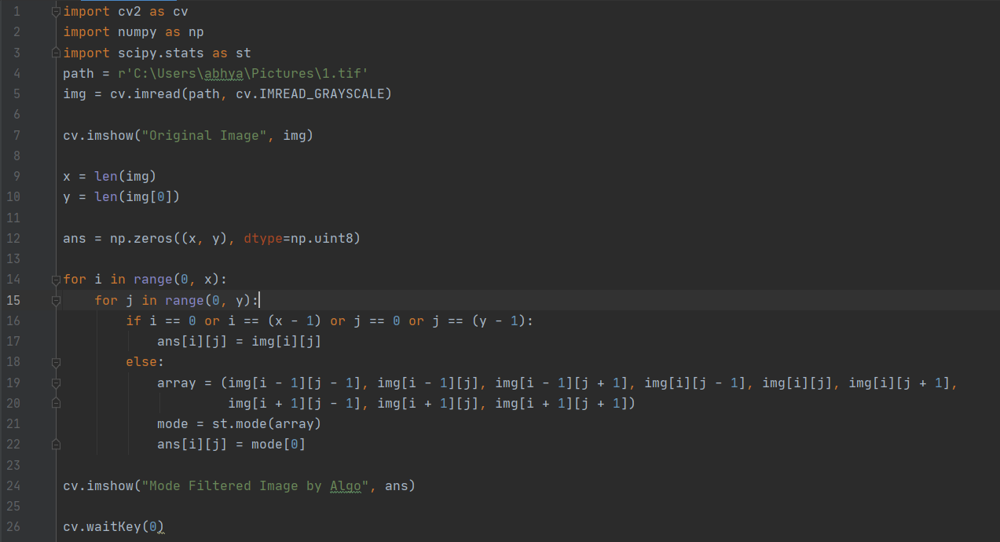 1 import cv2 as cv
2 import numpy as np
3 import scipy.stats as st
4 path = r'C:\Users\abhya\Pictures\1.tif'
5 img = cv.imread(path, cv.IMREAD_GRAYSCALE)
6
7 cv.imshow("Original Image", img)
8
9 x = len(img)
10 y = len(img[0])
11
12 ans = np.zeros((x, y), dtype=np.uint8)
13
14 for i in range(0, x):
15     for j in range(0, y):
16         if i == 0 or i == (x - 1) or j == 0 or j == (y - 1):
17             ans[i][j] = img[i][j]
18         else:
19             array = (img[i - 1][j - 1], img[i - 1][j], img[i - 1][j + 1], img[i][j - 1], img[i][j], img[i][j + 1],
20                      img[i + 1][j - 1], img[i + 1][j], img[i + 1][j + 1])
21             mode = st.mode(array)
22             ans[i][j] = mode[0]
23
24 cv.imshow("Mode Filtered Image by Algo", ans)
25
26 cv.waitKey(0)